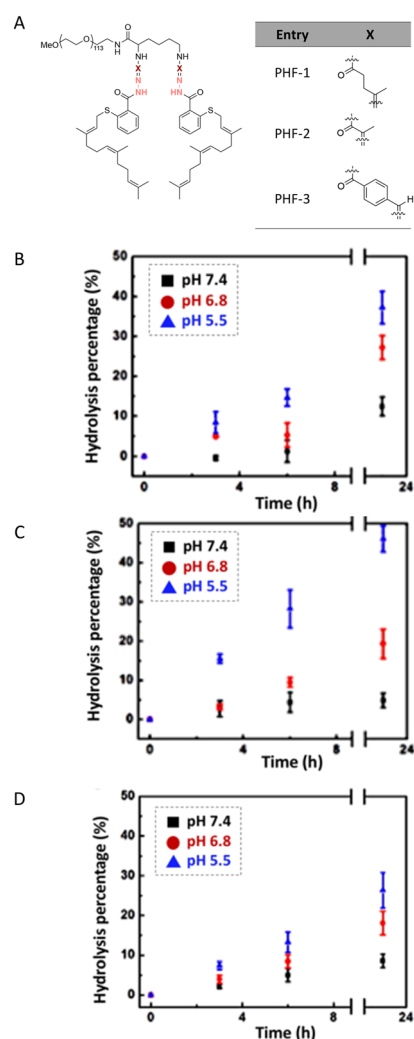 A
MeO
O
113
H
N
O
NH
NH
X
X
N
N
NH
NH
O
O
S
S
Entry X
PHF-1
O
PHF-2
O
PHF-3
O
H
B
Hydrolysis percentage (%)
50
40
30
20
10
0
pH 7.4
pH 6.8
pH 5.5
0 4 8 24
Time (h)
C
Hydrolysis percentage (%)
50
40
30
20
10
0
pH 7.4
pH 6.8
pH 5.5
0 4 8 24
Time (h)
D
Hydrolysis percentage (%)
50
40
30
20
10
0
pH 7.4
pH 6.8
pH 5.5
0 4 8 24
Time (h)